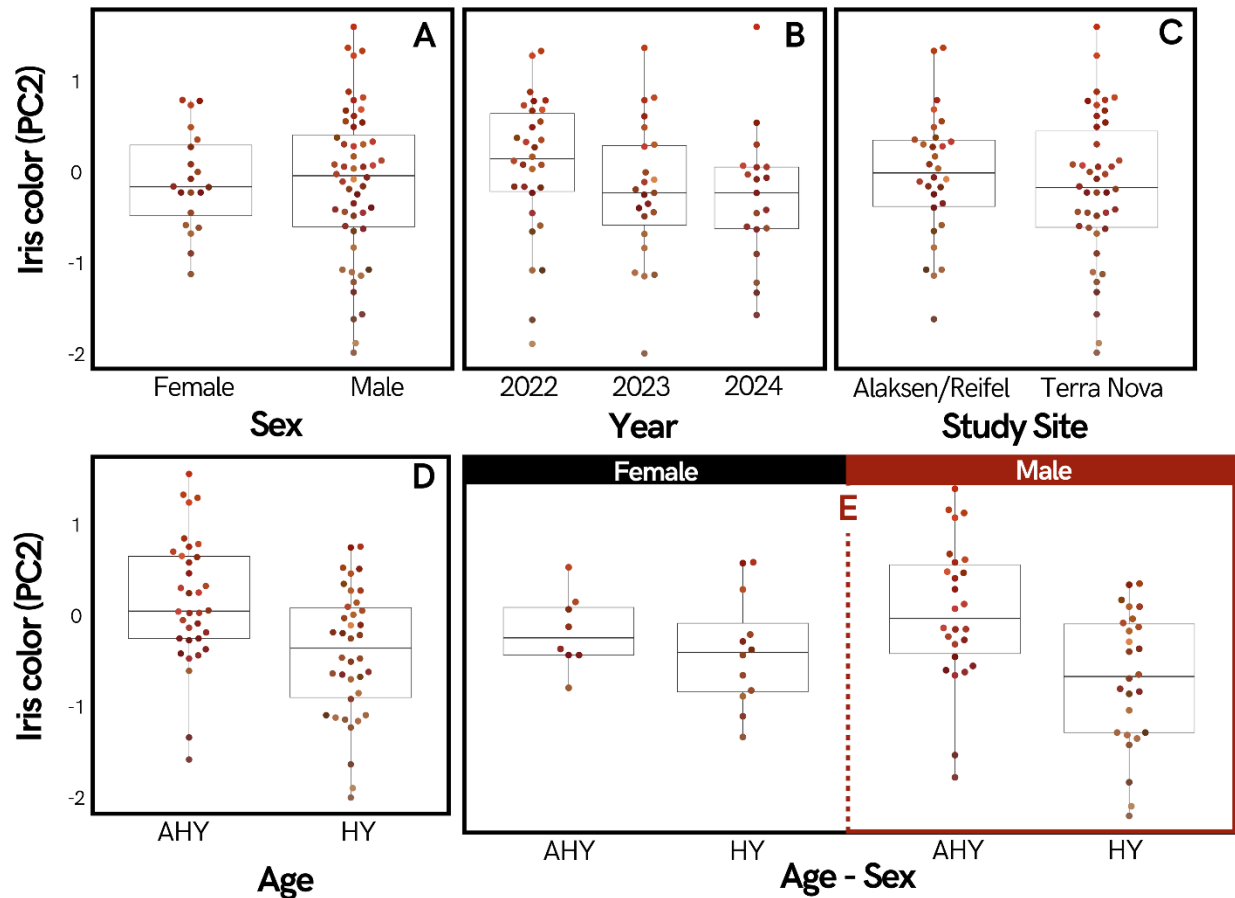 A
B
C
Iris color (PC2)
1
0
-1
-2
Female Male
2022 2023 2024
Alaksen/Reifel Terra Nova
Sex
Year
Study Site
D
Female
Male
E
Iris color (PC2)
1
0
-1
-2
AHY HY
AHY HY
AHY HY
Age
Age - Sex